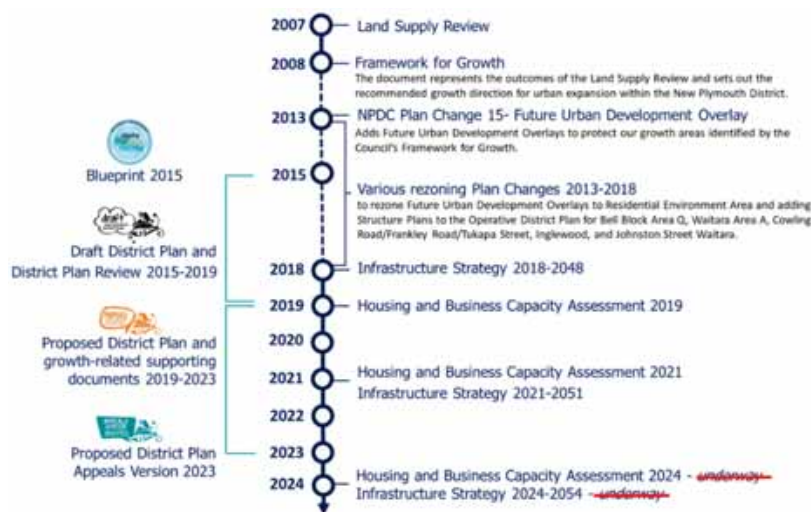 2007
Land Supply Review
2008
Framework for Growth
The document represents the outcomes of the Land Supply Review and sets out the
recommended growth direction for urban expansion within the New Plymouth District.
2013
NPDC Plan Change 15- Future Urban Development Overlay
Adds Future Urban Development Overlays to protect our growth areas identified by the
Council's Framework for Growth.
Blueprint 2015
2015
Various rezoning Plan Changes 2013-2018
to rezone Future Urban Development Overlays to Residential Environment Area and adding
Structure Plans to the Operative District Plan for Bell Block Area Q, Waitara Area A, Cowling
Road/Frankley Road/Tukapa Street, Inglewood, and Johnston Street Waitara.
draft
Draft District Plan and
District Plan Review 2015-2019
2018
Infrastructure Strategy 2018-2048
2019
Housing and Business Capacity Assessment 2019
Proposed District Plan and
growth-related supporting
documents 2019-2023
2020
2021
Housing and Business Capacity Assessment 2021
Infrastructure Strategy 2021-2051
2022
Proposed District Plan
Appeals Version 2023
2023
2024
Housing and Business Capacity Assessment 2024 - underway
Infrastructure Strategy 2024-2054 - underway